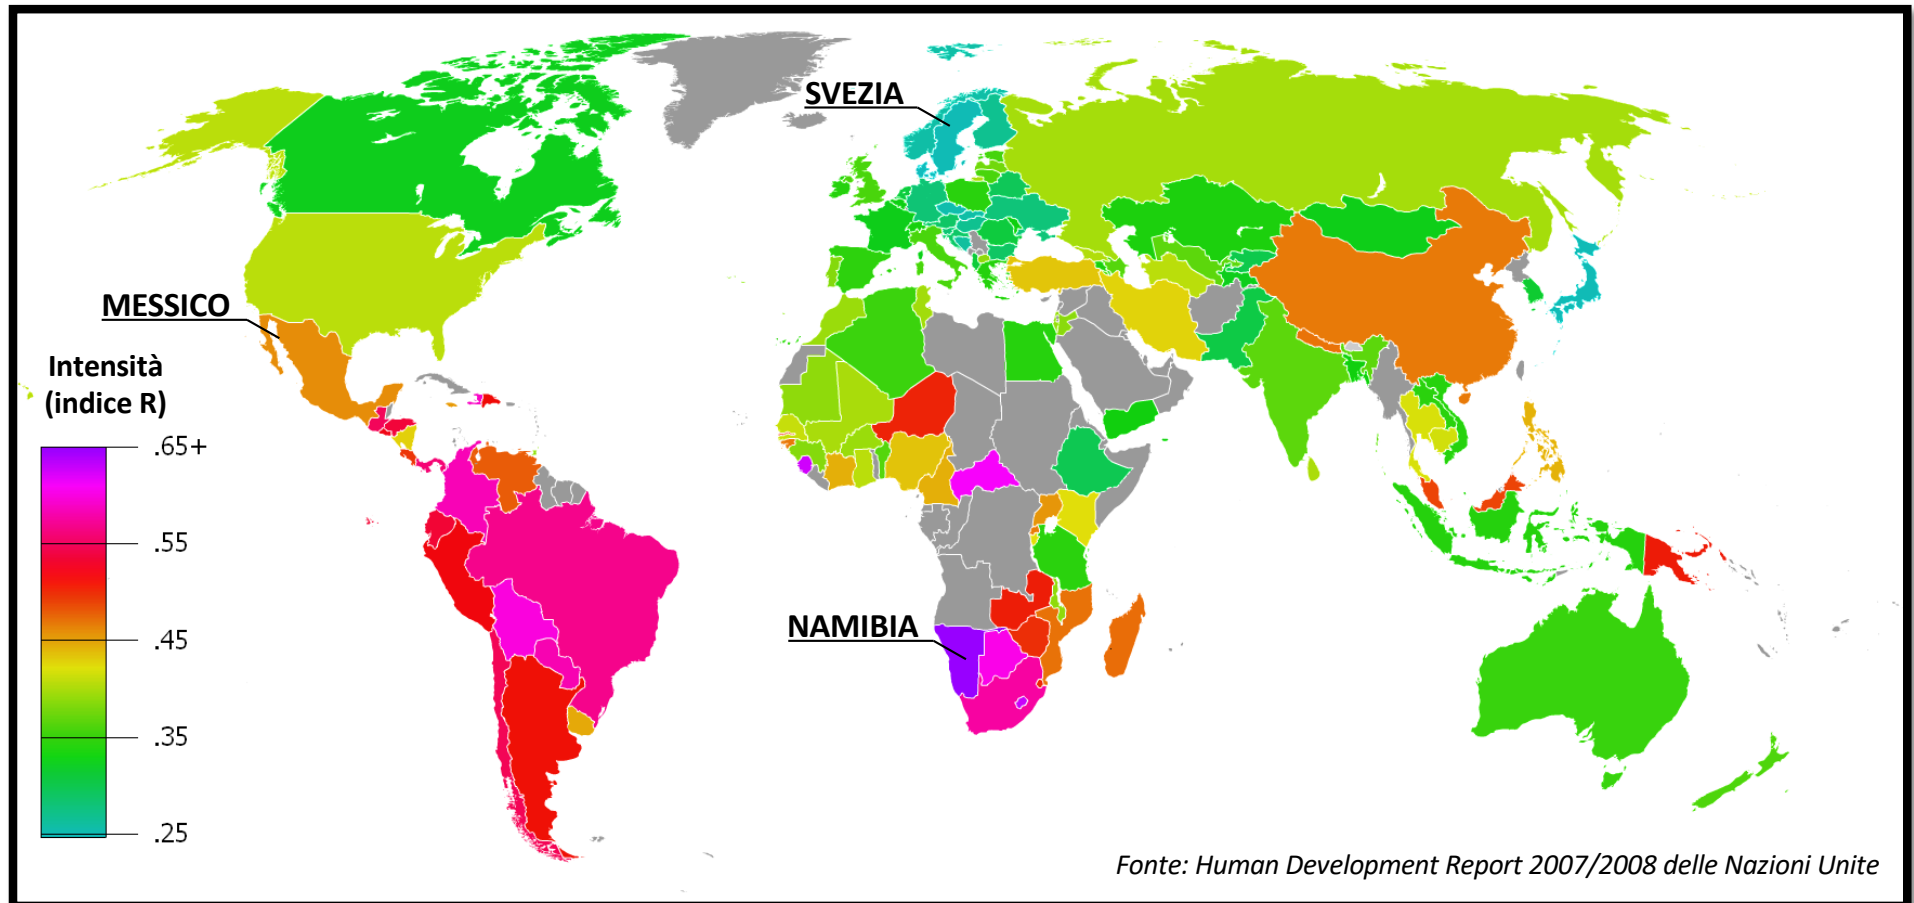 SVEZIA
MESSICO
Intensità
(indice R)
.65+
.55
.45
.35
.25
NAMIBIA
Fonte: Human Development Report 2007/2008 delle Nazioni Unite